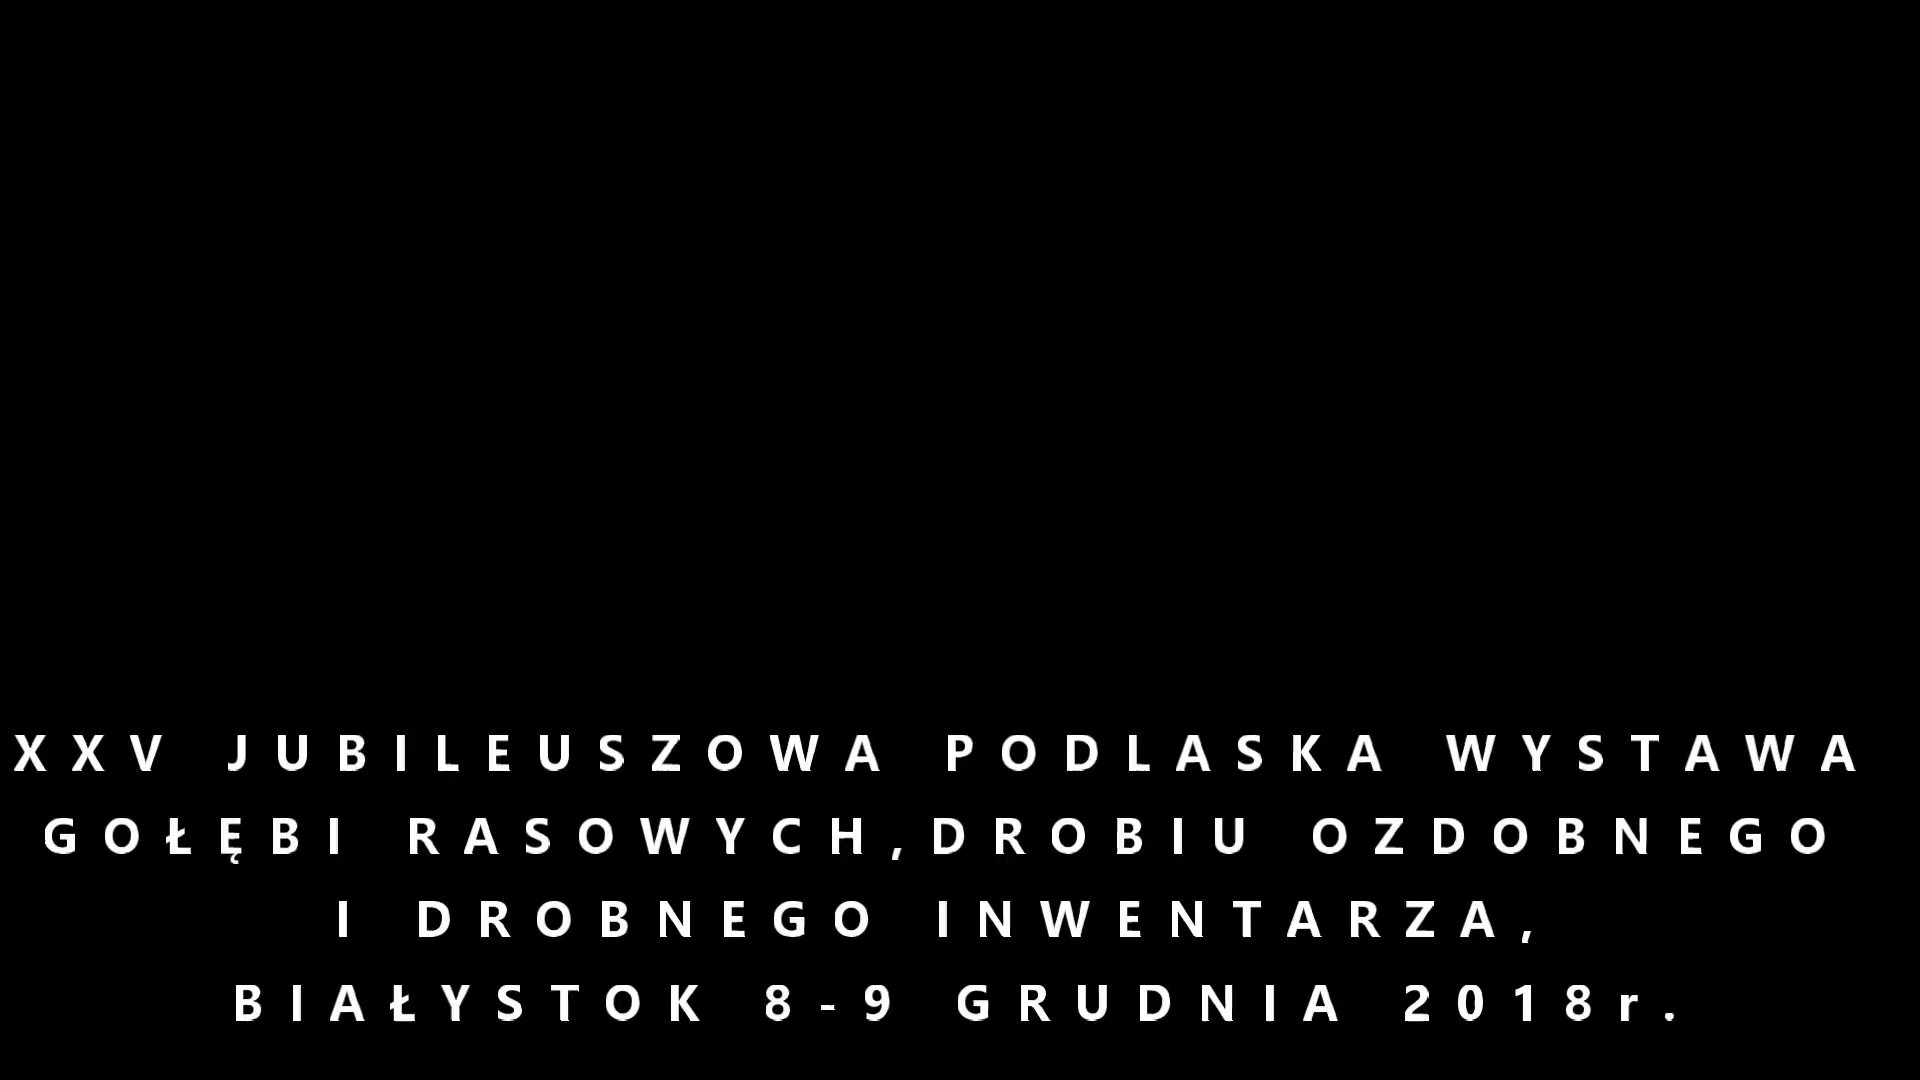 XXV JUBILEUSZOWA PODLASKA WYSTAWA
GOŁĘBI RASOWYCH,DROBIU OZDOBNEGO
I DROBNEGO INWENTARZA,
BIAŁYSTOK 8-9 GRUDNIA 2018r.